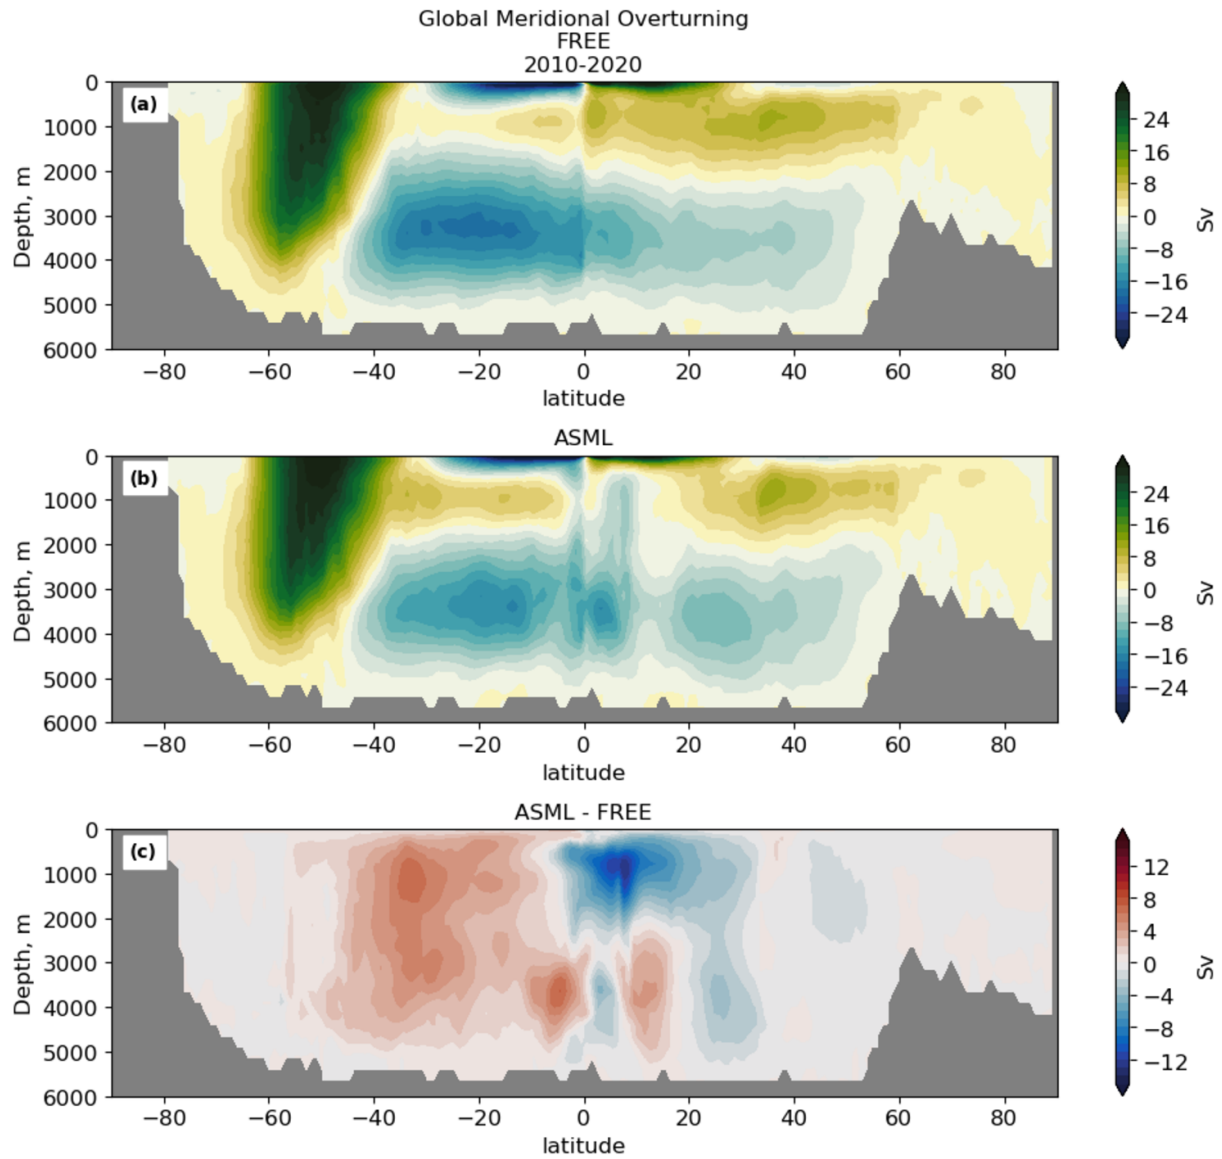 Global Meridional Overturning
FREE
2010-2020
(a)
0
1000
2000
3000
4000
5000
6000
Depth, m
−80 −60 −40 −20 0 20 40 60 80
latitude
24
16
8
0
−8
−16
−24
Sv
ASML
(b)
0
1000
2000
3000
4000
5000
6000
Depth, m
−80 −60 −40 −20 0 20 40 60 80
latitude
24
16
8
0
−8
−16
−24
Sv
ASML - FREE
(c)
0
1000
2000
3000
4000
5000
6000
Depth, m
−80 −60 −40 −20 0 20 40 60 80
latitude
12
8
4
0
−4
−8
−12
Sv